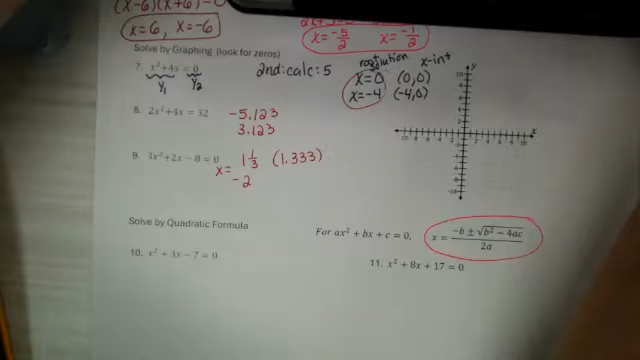 (x-6)(x+6)=0
x=6, x=-6
x=-5/2 x=-1/2
Solve by Graphing (look for zeros)
7. x²+4x = 0
y₁ y₂
2nd:calc:5
root solution x-int
x=0 (0,0)
x=-4 (-4,0)
8. 2x²+4x = 32
-5.123
3.123
9. 3x²+2x-8=0
x= 1 1/3 (1.333)
-2
y
x
Solve by Quadratic Formula
For ax² + bx + c = 0, x = (-b ± √(b² - 4ac))/2a
10. x² + 3x - 7 = 0
11. x² + 8x + 17 = 0